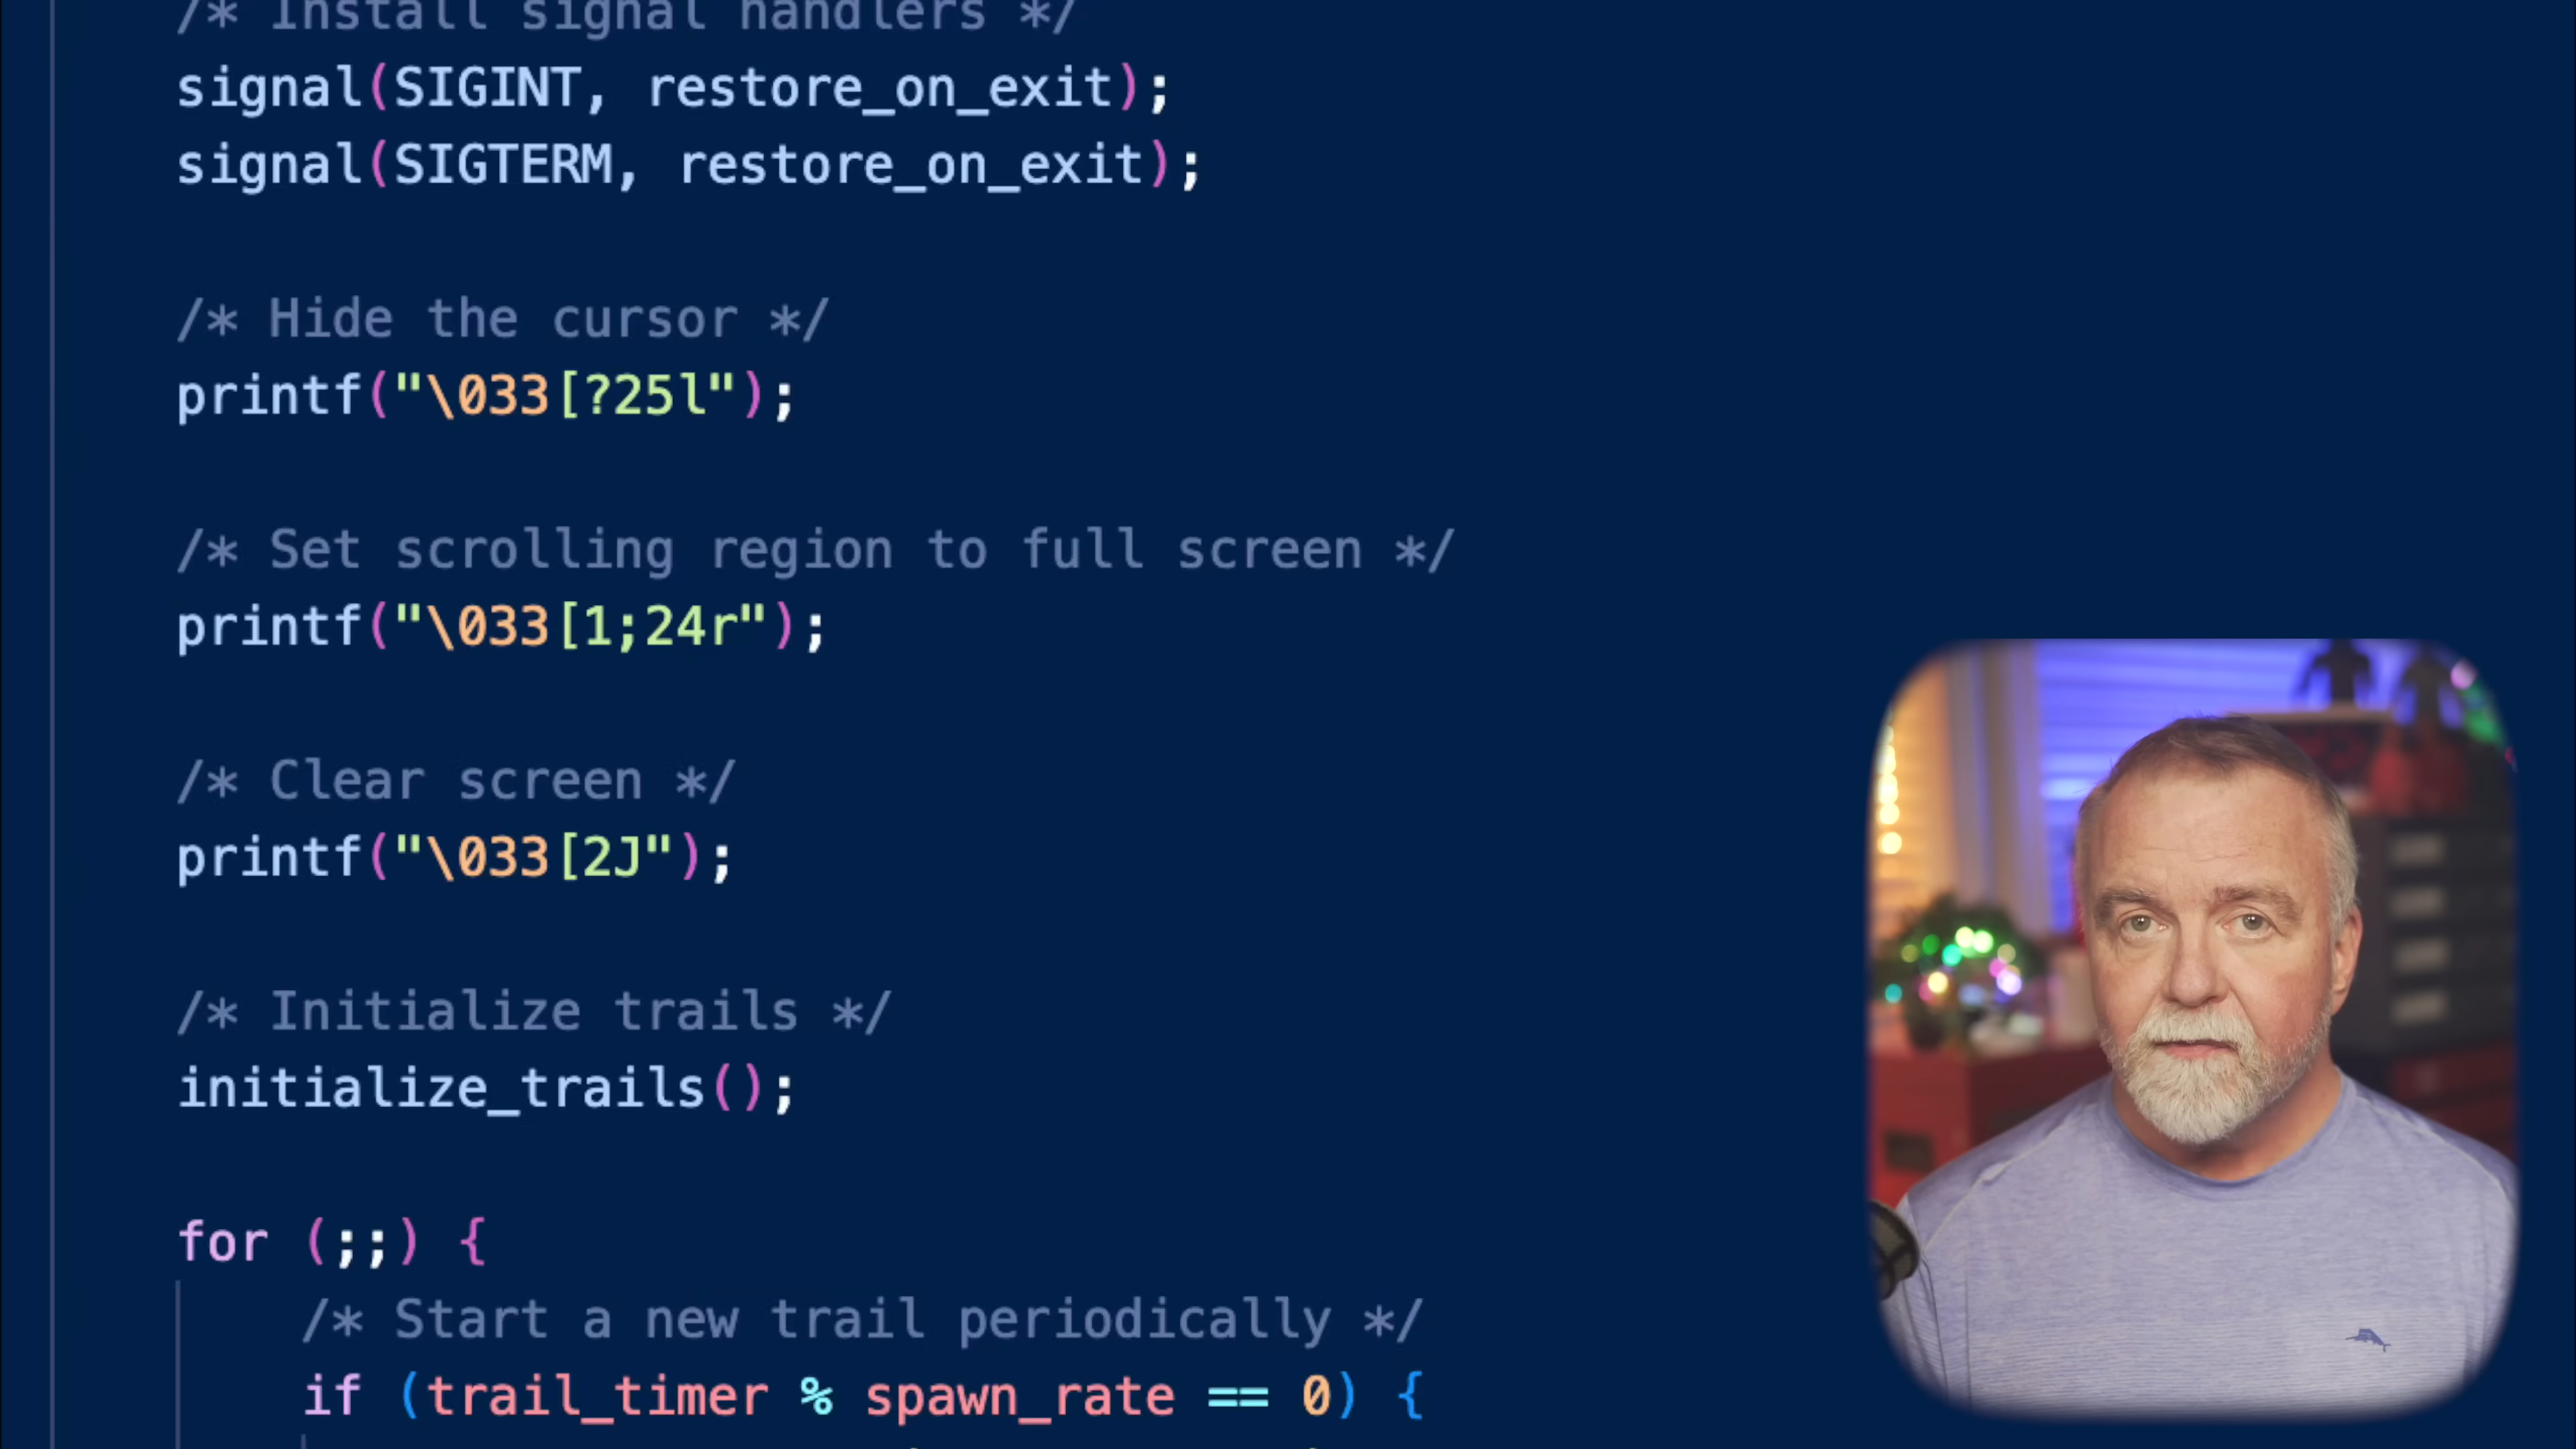 /* Install signal handlers */
signal(SIGINT, restore_on_exit);
signal(SIGTERM, restore_on_exit);
/* Hide the cursor */
printf("\033[?25l");
/* Set scrolling region to full screen */
printf("\033[1;24r");
/* Clear screen */
printf("\033[2J");
/* Initialize trails */
initialize_trails();
for (;;) {
/* Start a new trail periodically */
if (trail_timer % spawn_rate == 0) {